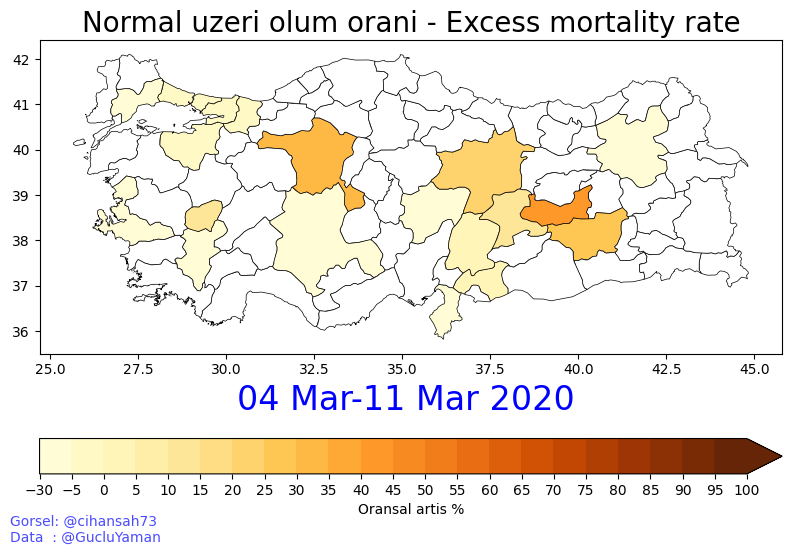 Normal uzeri olum orani - Excess mortality rate
42
41
40
39
38
37
36
25.0 27.5 30.0 32.5 35.0 37.5 40.0 42.5 45.0
04 Mar-11 Mar 2020
−30 −5 0 5 10 15 20 25 30 35 40 45 50 55 60 65 70 75 80 85 90 95 100
Oransal artis %
Gorsel: @cihansah73
Data : @GucluYaman